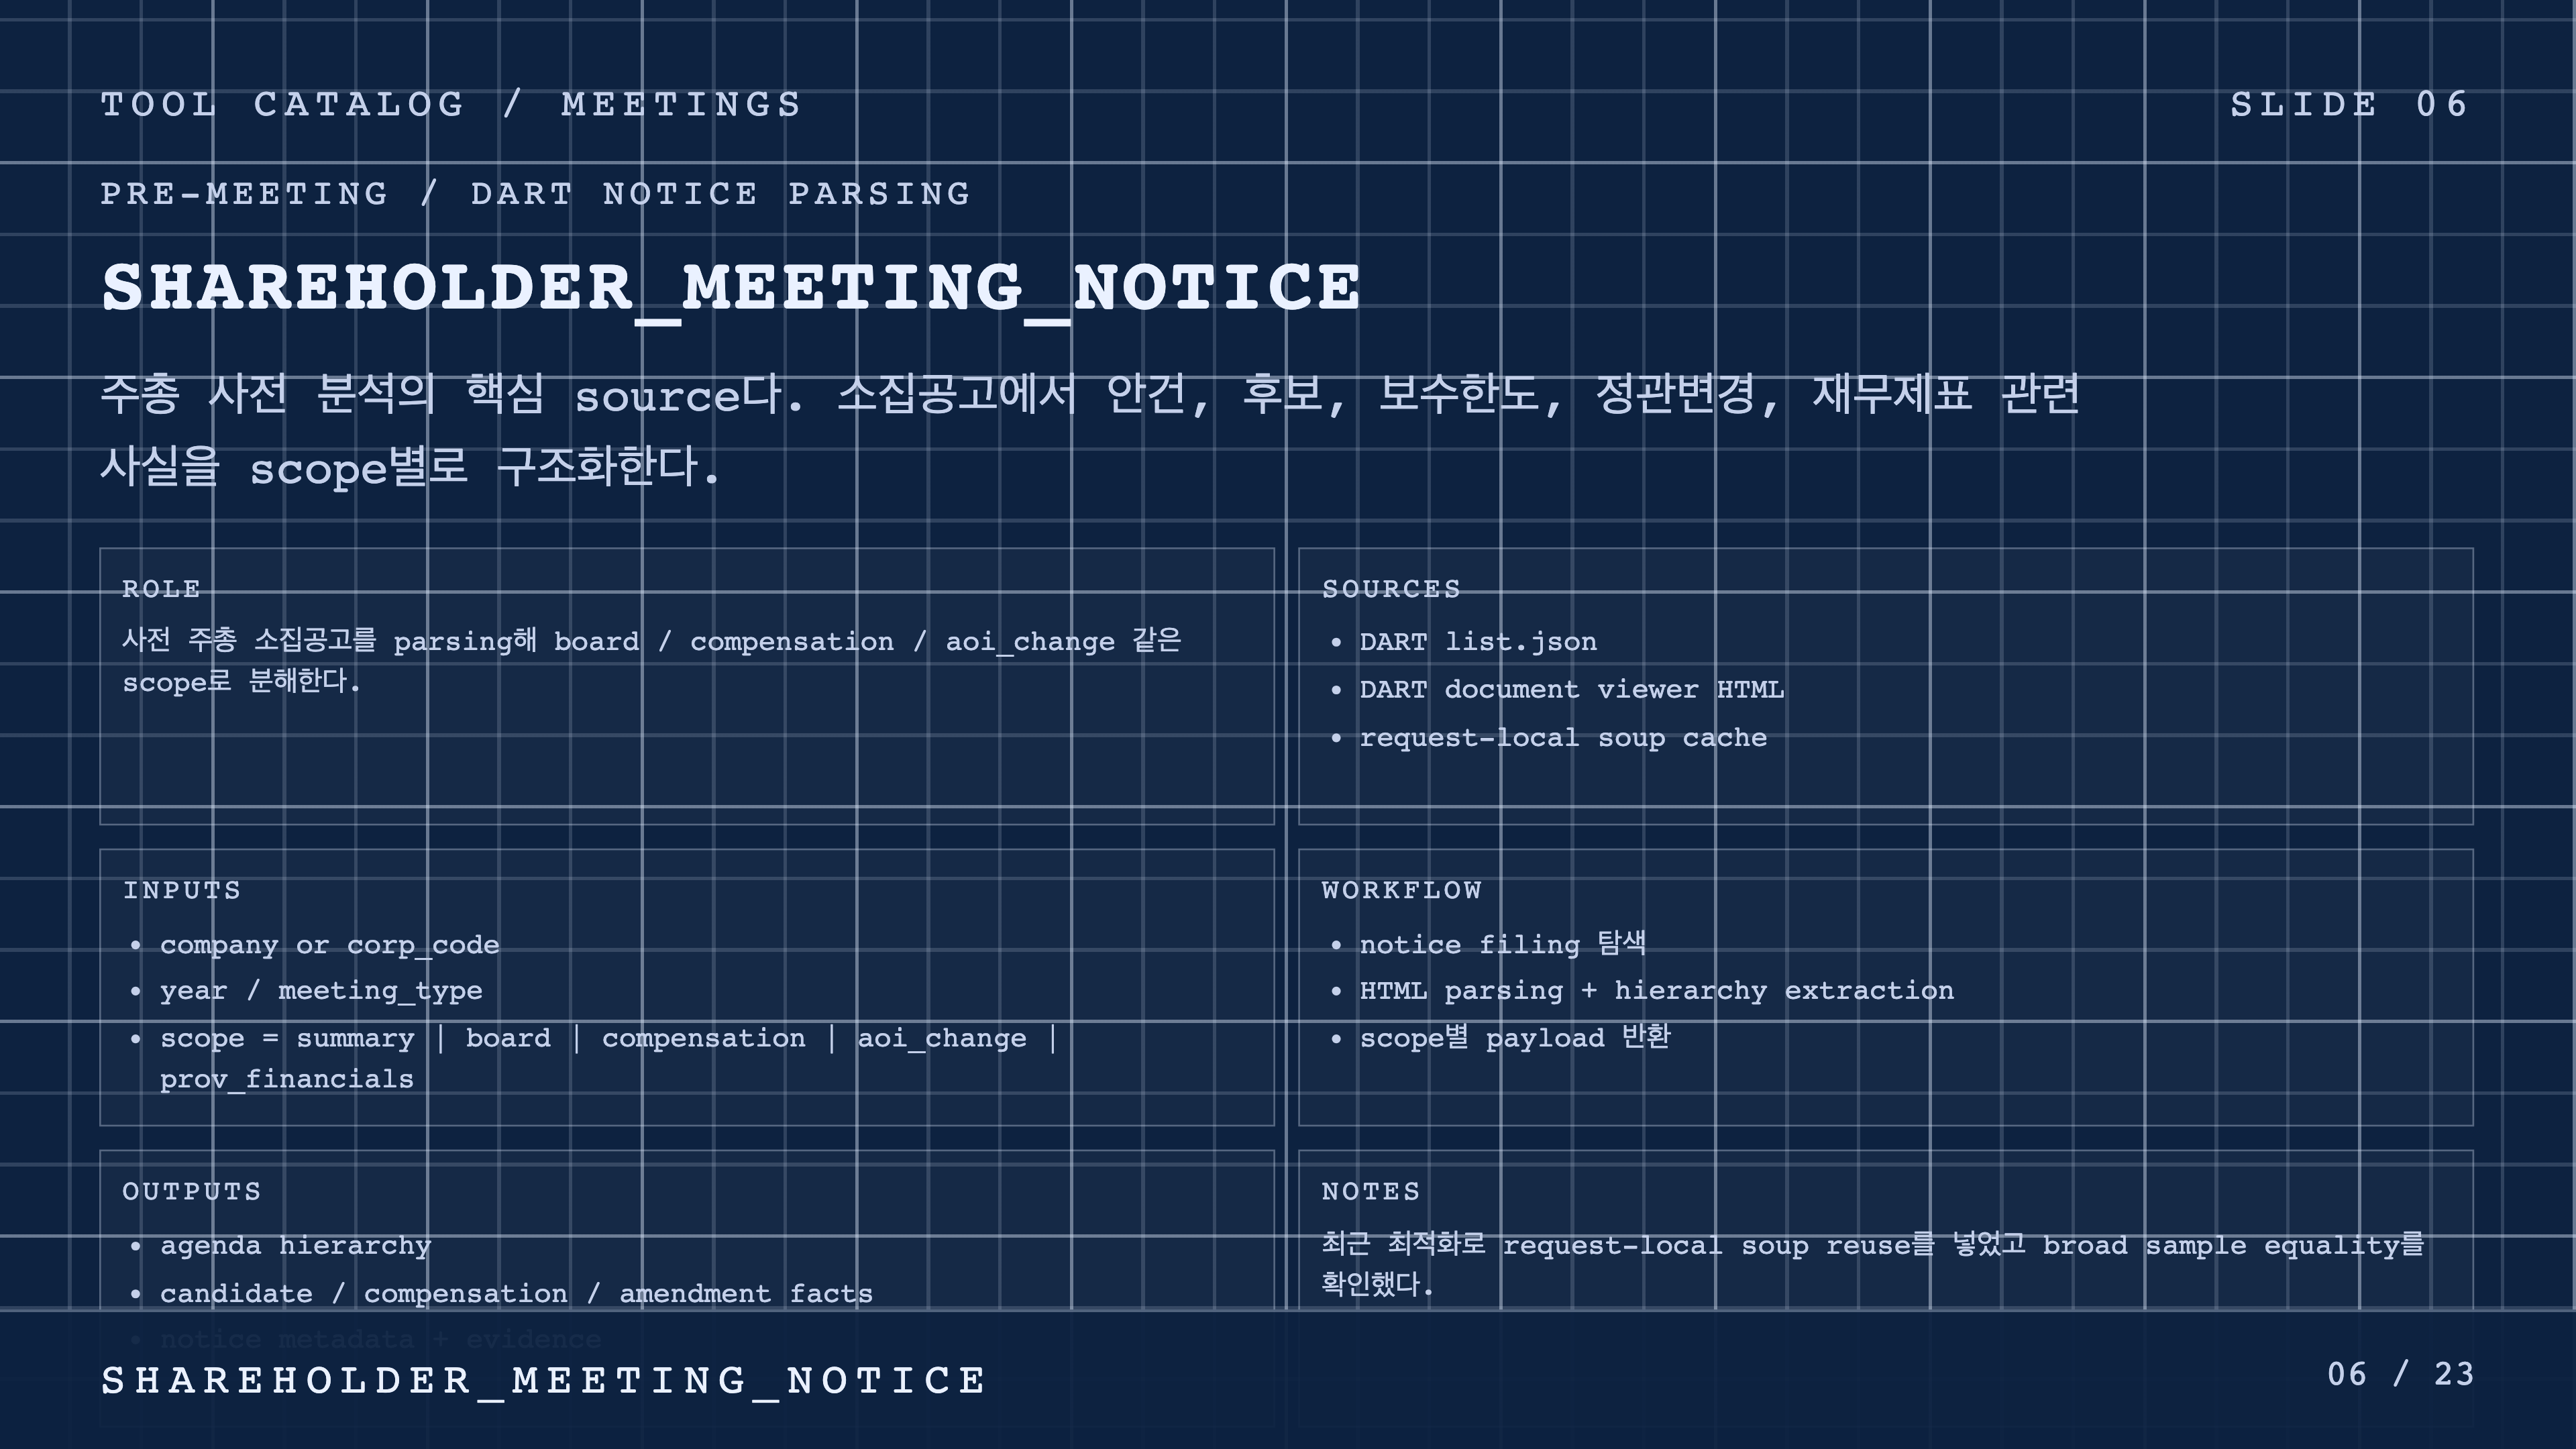 TOOL CATALOG / MEETINGS
SLIDE 06
PRE-MEETING / DART NOTICE PARSING
SHAREHOLDER_MEETING_NOTICE
주총 사전 분석의 핵심 source다. 소집공고에서 안건, 후보, 보수한도, 정관변경, 재무제표 관련
사실을 scope별로 구조화한다.
ROLE
사전 주총 소집공고를 parsing해 board / compensation / aoi_change 같은
scope로 분해한다.
SOURCES
• DART list.json
• DART document viewer HTML
• request-local soup cache
INPUTS
• company or corp_code
• year / meeting_type
• scope = summary | board | compensation | aoi_change |
prov_financials
WORKFLOW
• notice filing 탐색
• HTML parsing + hierarchy extraction
• scope별 payload 반환
OUTPUTS
• agenda hierarchy
• candidate / compensation / amendment facts
• notice metadata + evidence
NOTES
최근 최적화로 request-local soup reuse를 넣었고 broad sample equality를
확인했다.
SHAREHOLDER_MEETING_NOTICE
06 / 23